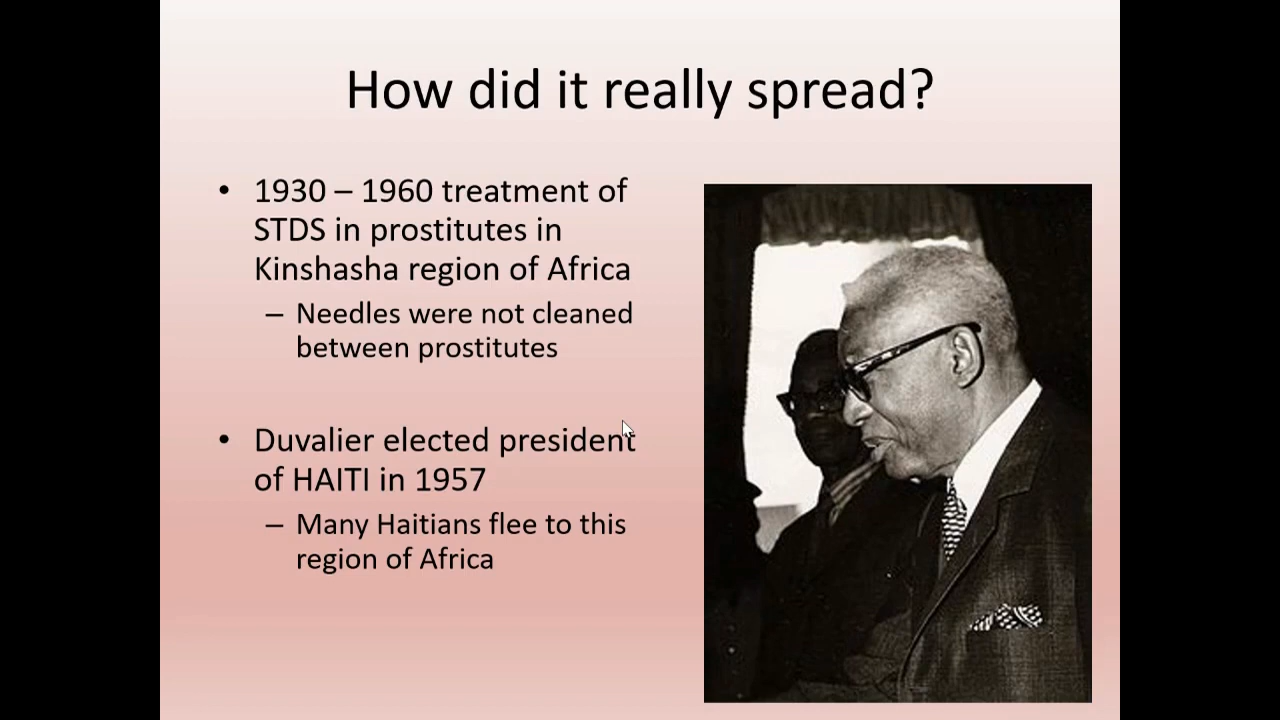 How did it really spread?
• 1930 – 1960 treatment of
STDS in prostitutes in
Kinshasha region of Africa
– Needles were not cleaned
between prostitutes
• Duvalier elected president
of HAITI in 1957
– Many Haitians flee to this
region of Africa